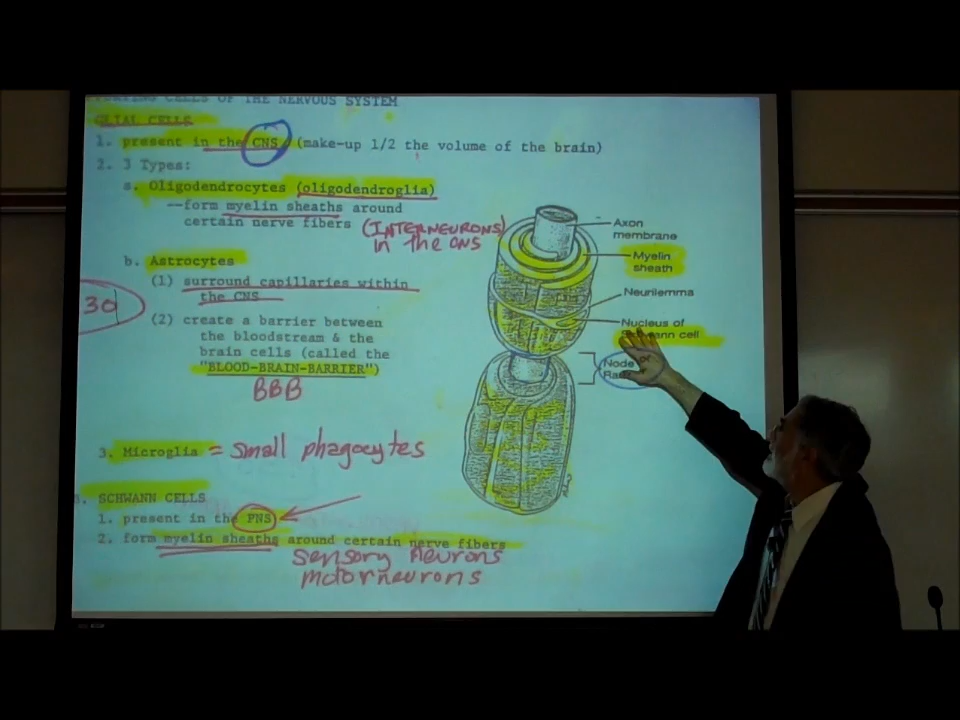 CELLS OF THE NERVOUS SYSTEM
GLIAL CELLS
1. present in the CNS (make-up 1/2 the volume of the brain)
2. 3 Types:
a. Oligodendrocytes (oligodendroglia)
--form myelin sheaths around
certain nerve fibers (INTERNEURONS)
in the CNS
b. Astrocytes
(1) surround capillaries within
the CNS
30
(2) create a barrier between
the bloodstream & the
brain cells (called the
"BLOOD-BRAIN-BARRIER")
BBB
3. Microglia = small phagocytes
SCHWANN CELLS
1. present in the PNS
2. form myelin sheaths around certain nerve fibers
sensory neurons
motor neurons
Axon
membrane
Myelin
sheath
Neurilemma
Nucleus of
cell
Node of